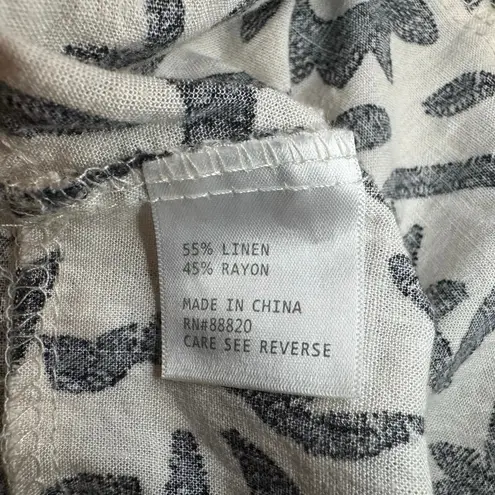 55% LINEN
45% RAYON
MADE IN CHINA
RN#88820
CARE SEE REVERSE